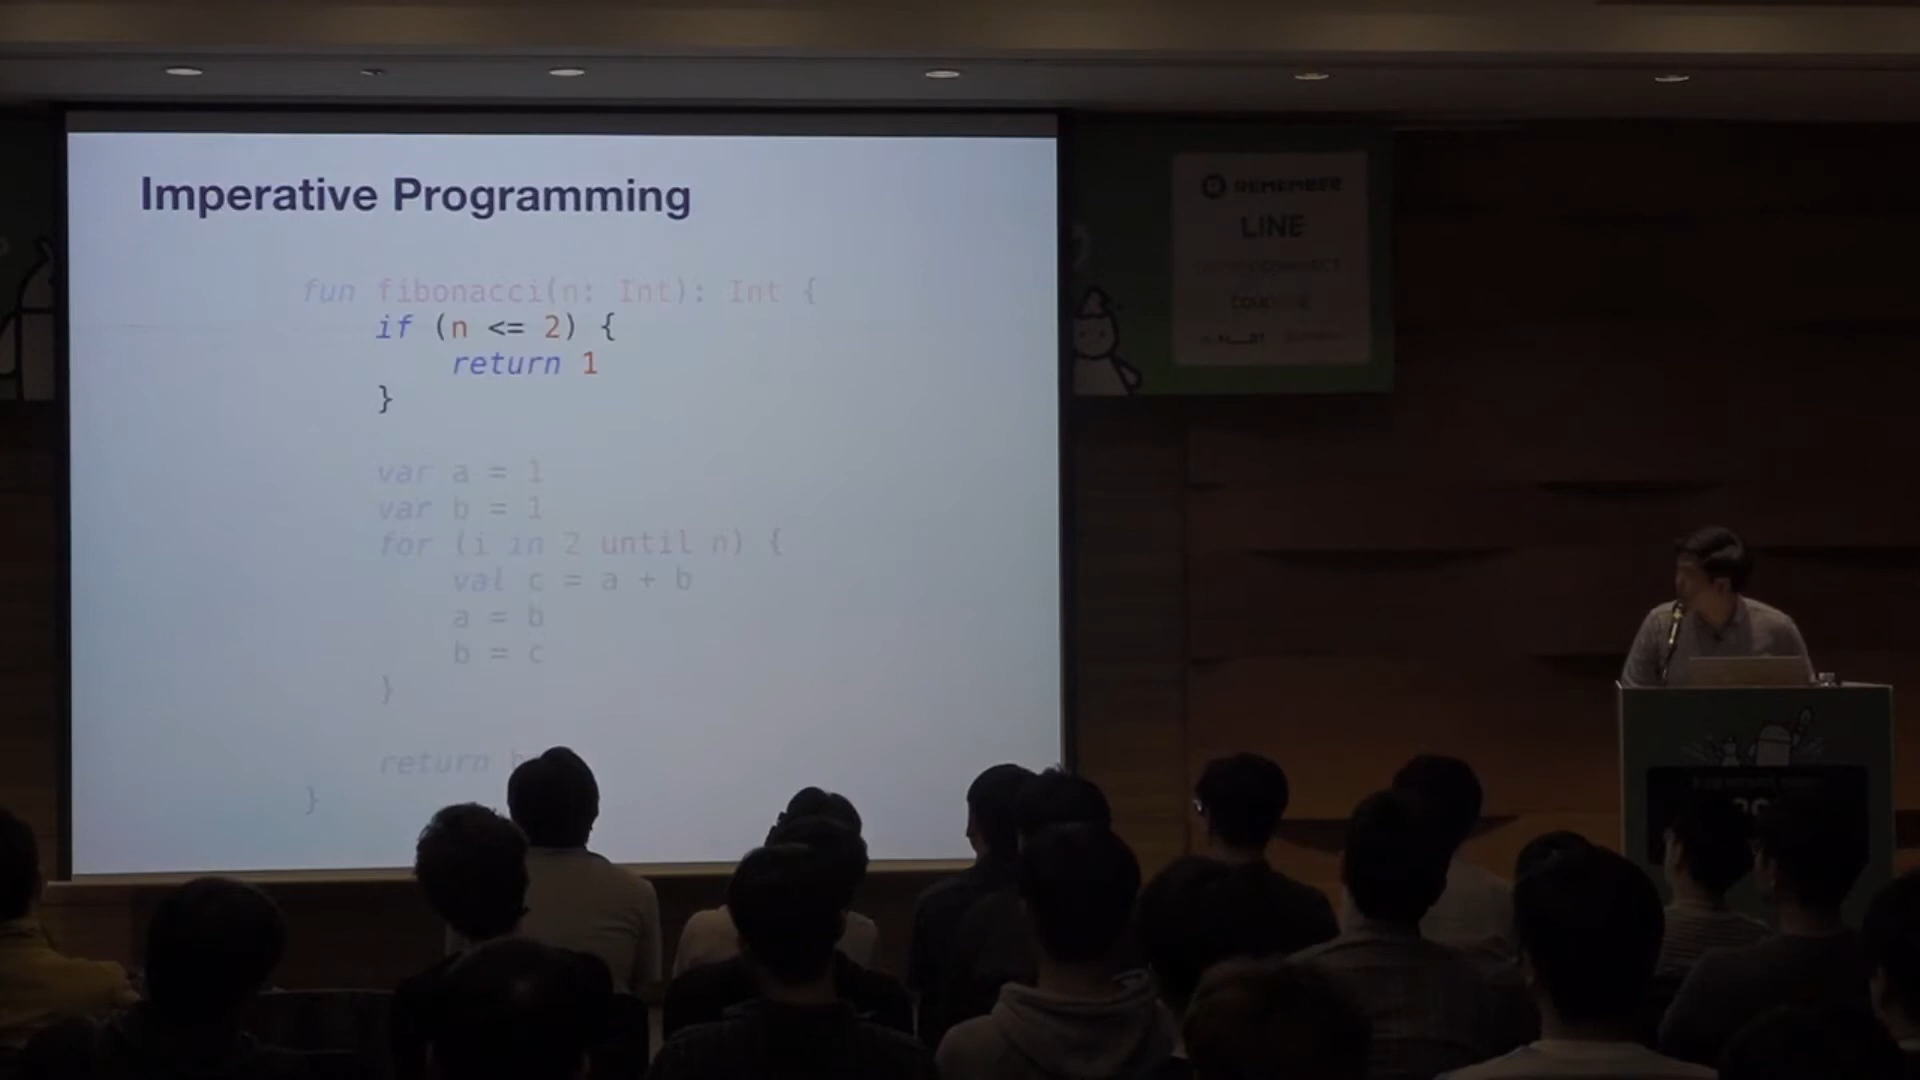 Imperative Programming
fun fibonacci(n: Int): Int {
if (n <= 2) {
return 1
}
var a = 1
var b = 1
for (i in 2 until n) {
val c = a + b
a = b
b = c
}
return b
}
REMEMBER
LINE